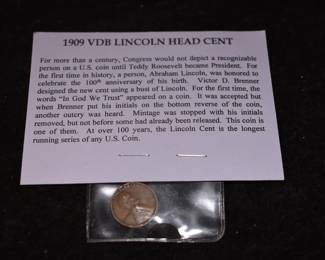 1909 VDB LINCOLN HEAD CENT
For more than a century, Congress would not depict a recognizable
person on a U.S. coin until Teddy Roosevelt became President. For
the first time in history, a person, Abraham Lincoln, was honored to
celebrate the 100th anniversary of his birth. Victor D. Brenner
designed the new cent using a bust of Lincoln. For the first time, the
words "In God We Trust" appeared on a coin. It was accepted but
when Brenner put his initials on the bottom reverse of the coin,
another outcry was heard. Mintage was stopped with his initials
removed, but not before some had already been released. This coin is
one of them. At over 100 years, the Lincoln Cent is the longest
running series of any U.S. Coin.